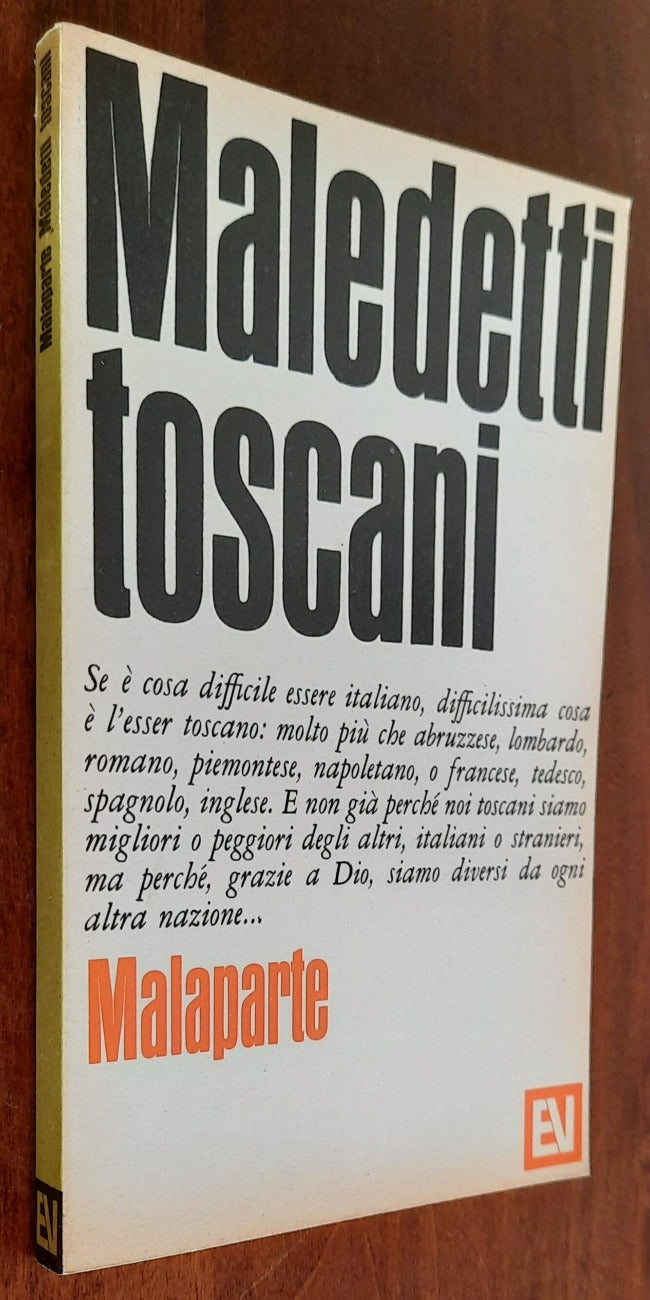 Malaparte Maledetti toscani
EV
Maledetti
toscani
Se è cosa difficile essere italiano, difficilissima cosa
è l'esser toscano: molto più che abruzzese, lombardo,
romano, piemontese, napoletano, o francese, tedesco,
spagnolo, inglese. E non già perché noi toscani siamo
migliori o peggiori degli altri, italiani o stranieri,
ma perché, grazie a Dio, siamo diversi da ogni
altra nazione...
Malaparte
EV